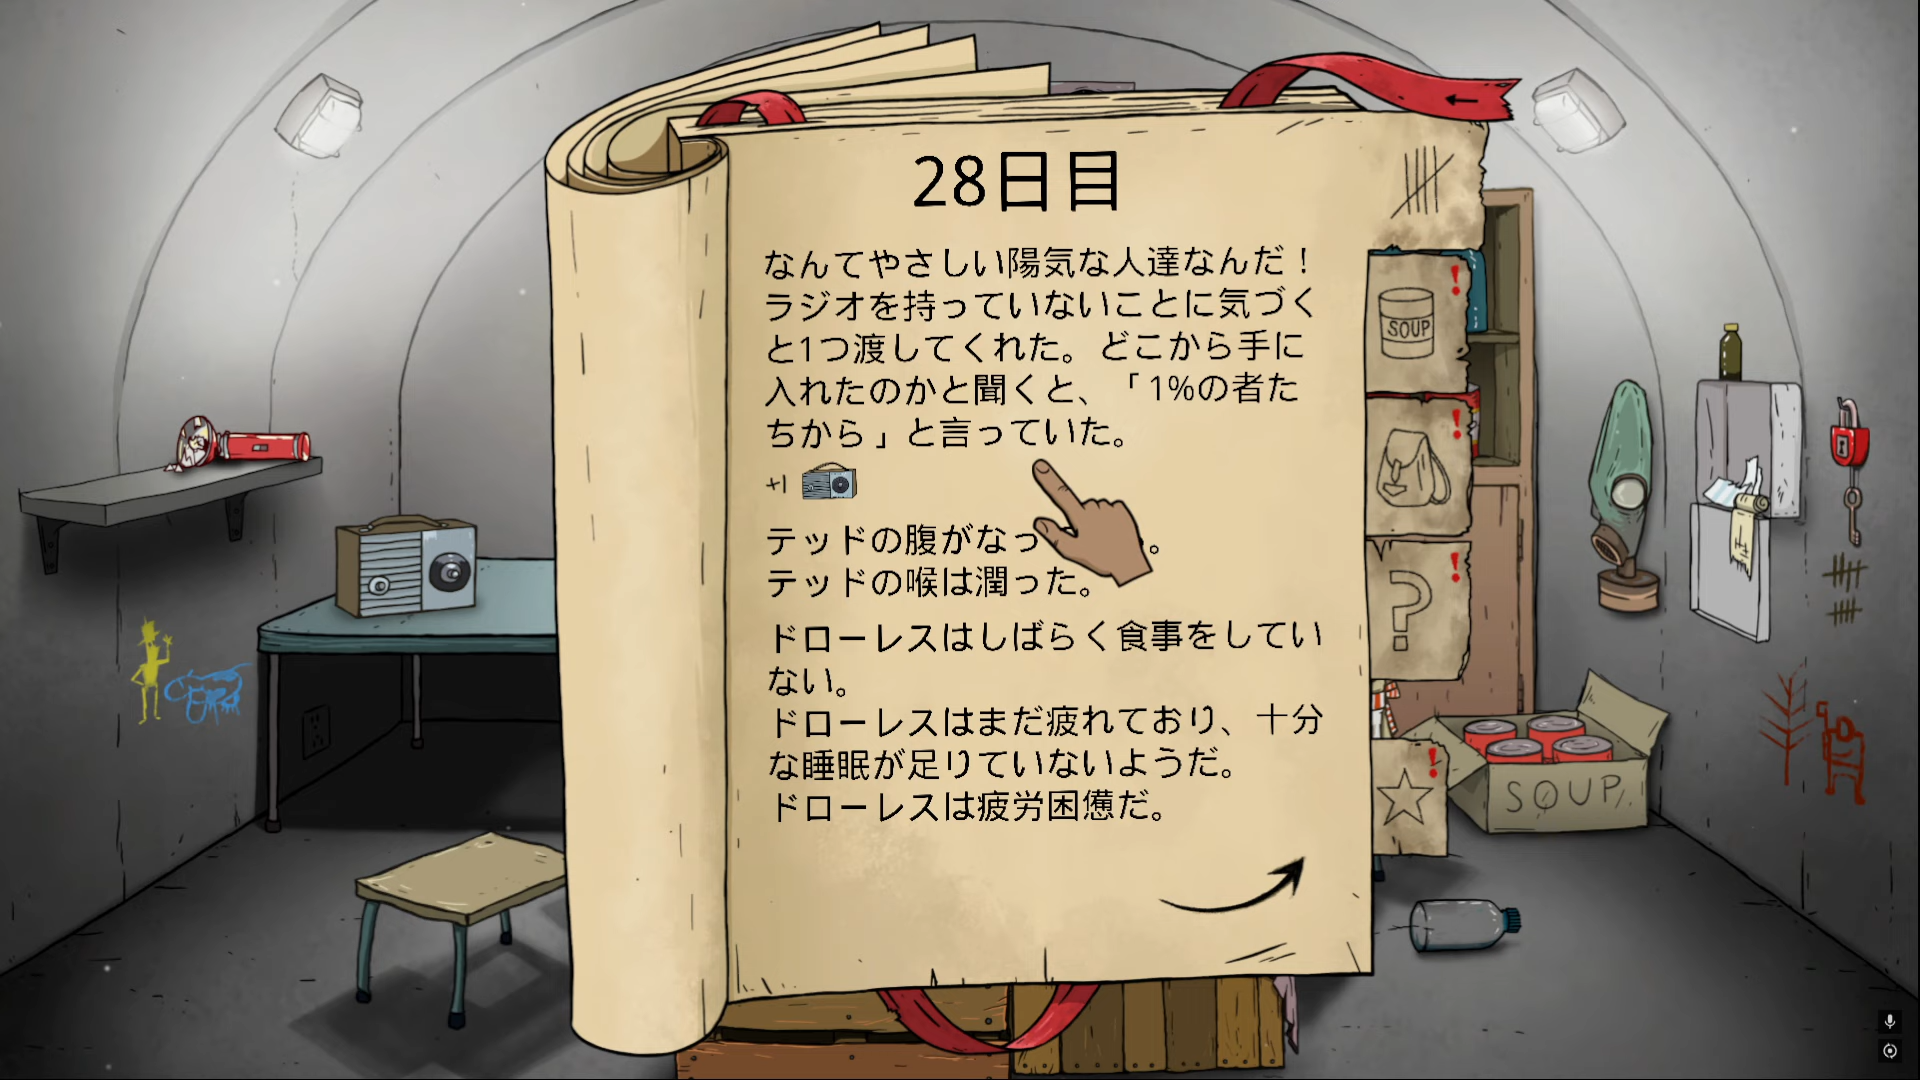 28日目
なんてやさしい陽気な人達なんだ！
ラジオを持っていないことに気づく
と1つ渡してくれた。どこから手に
入れたのかと聞くと、「1%の者た
ちから」と言っていた。
+1
テッドの腹がなっ。
テッドの喉は潤った。
ドローレスはしばらく食事をしてい
ない。
ドローレスはまだ疲れており、十分
な睡眠が足りていないようだ。
ドローレスは疲労困憊だ。
!
SOUP
!
!
?
!
SOUP